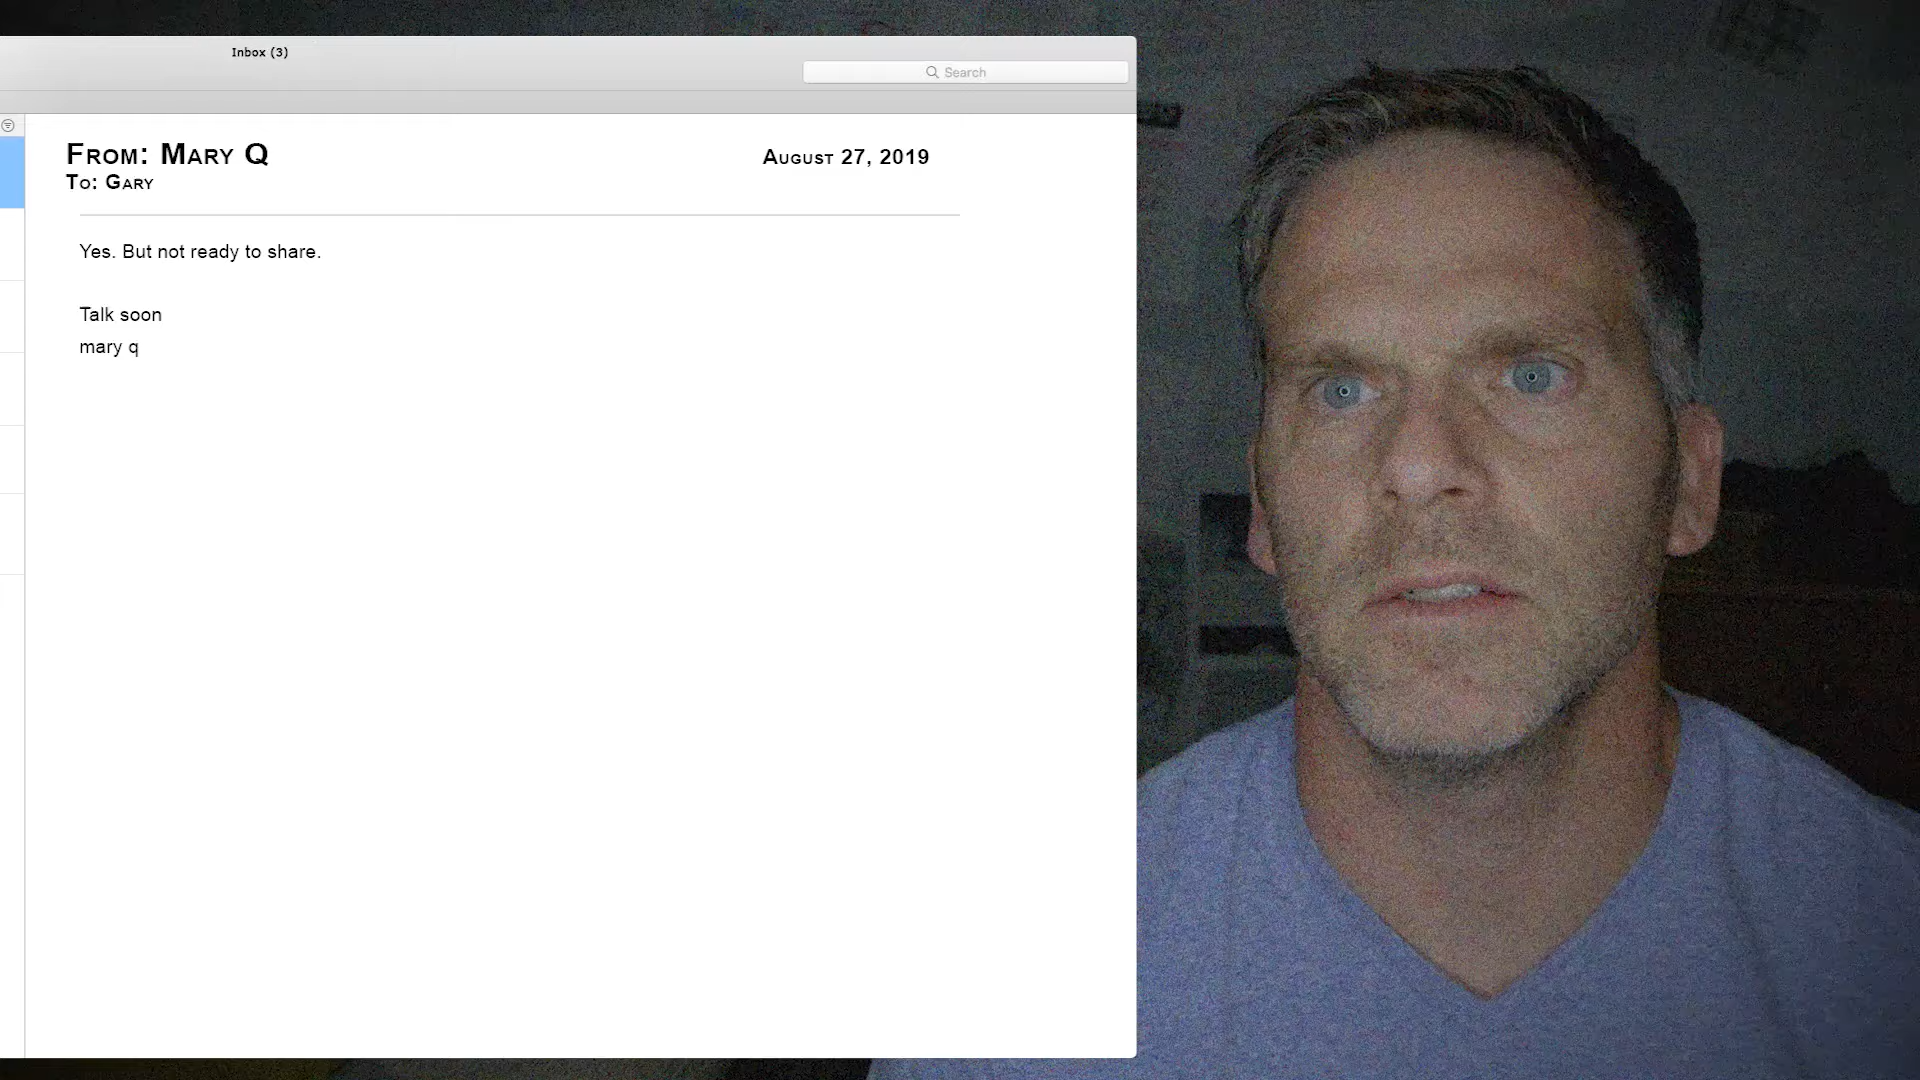 Inbox (3)
Search
From: Mary Q
August 27, 2019
To: Gary
Yes. But not ready to share.
Talk soon
mary q